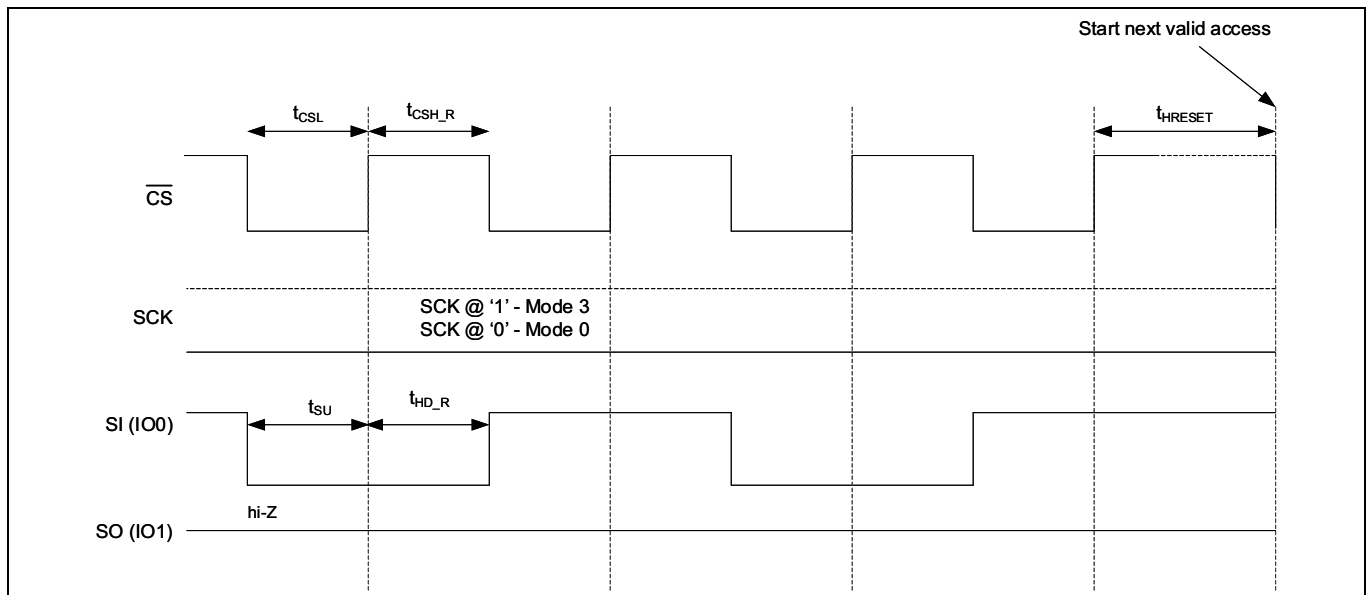 Start next valid access
tCSL
tCSH_R
tHRESET
CS
SCK @ ‘1’ - Mode 3
SCK
SCK @ ‘0’ - Mode 0
tSU
tHD_R
SI (IO0)
hi-Z
SO (IO1)